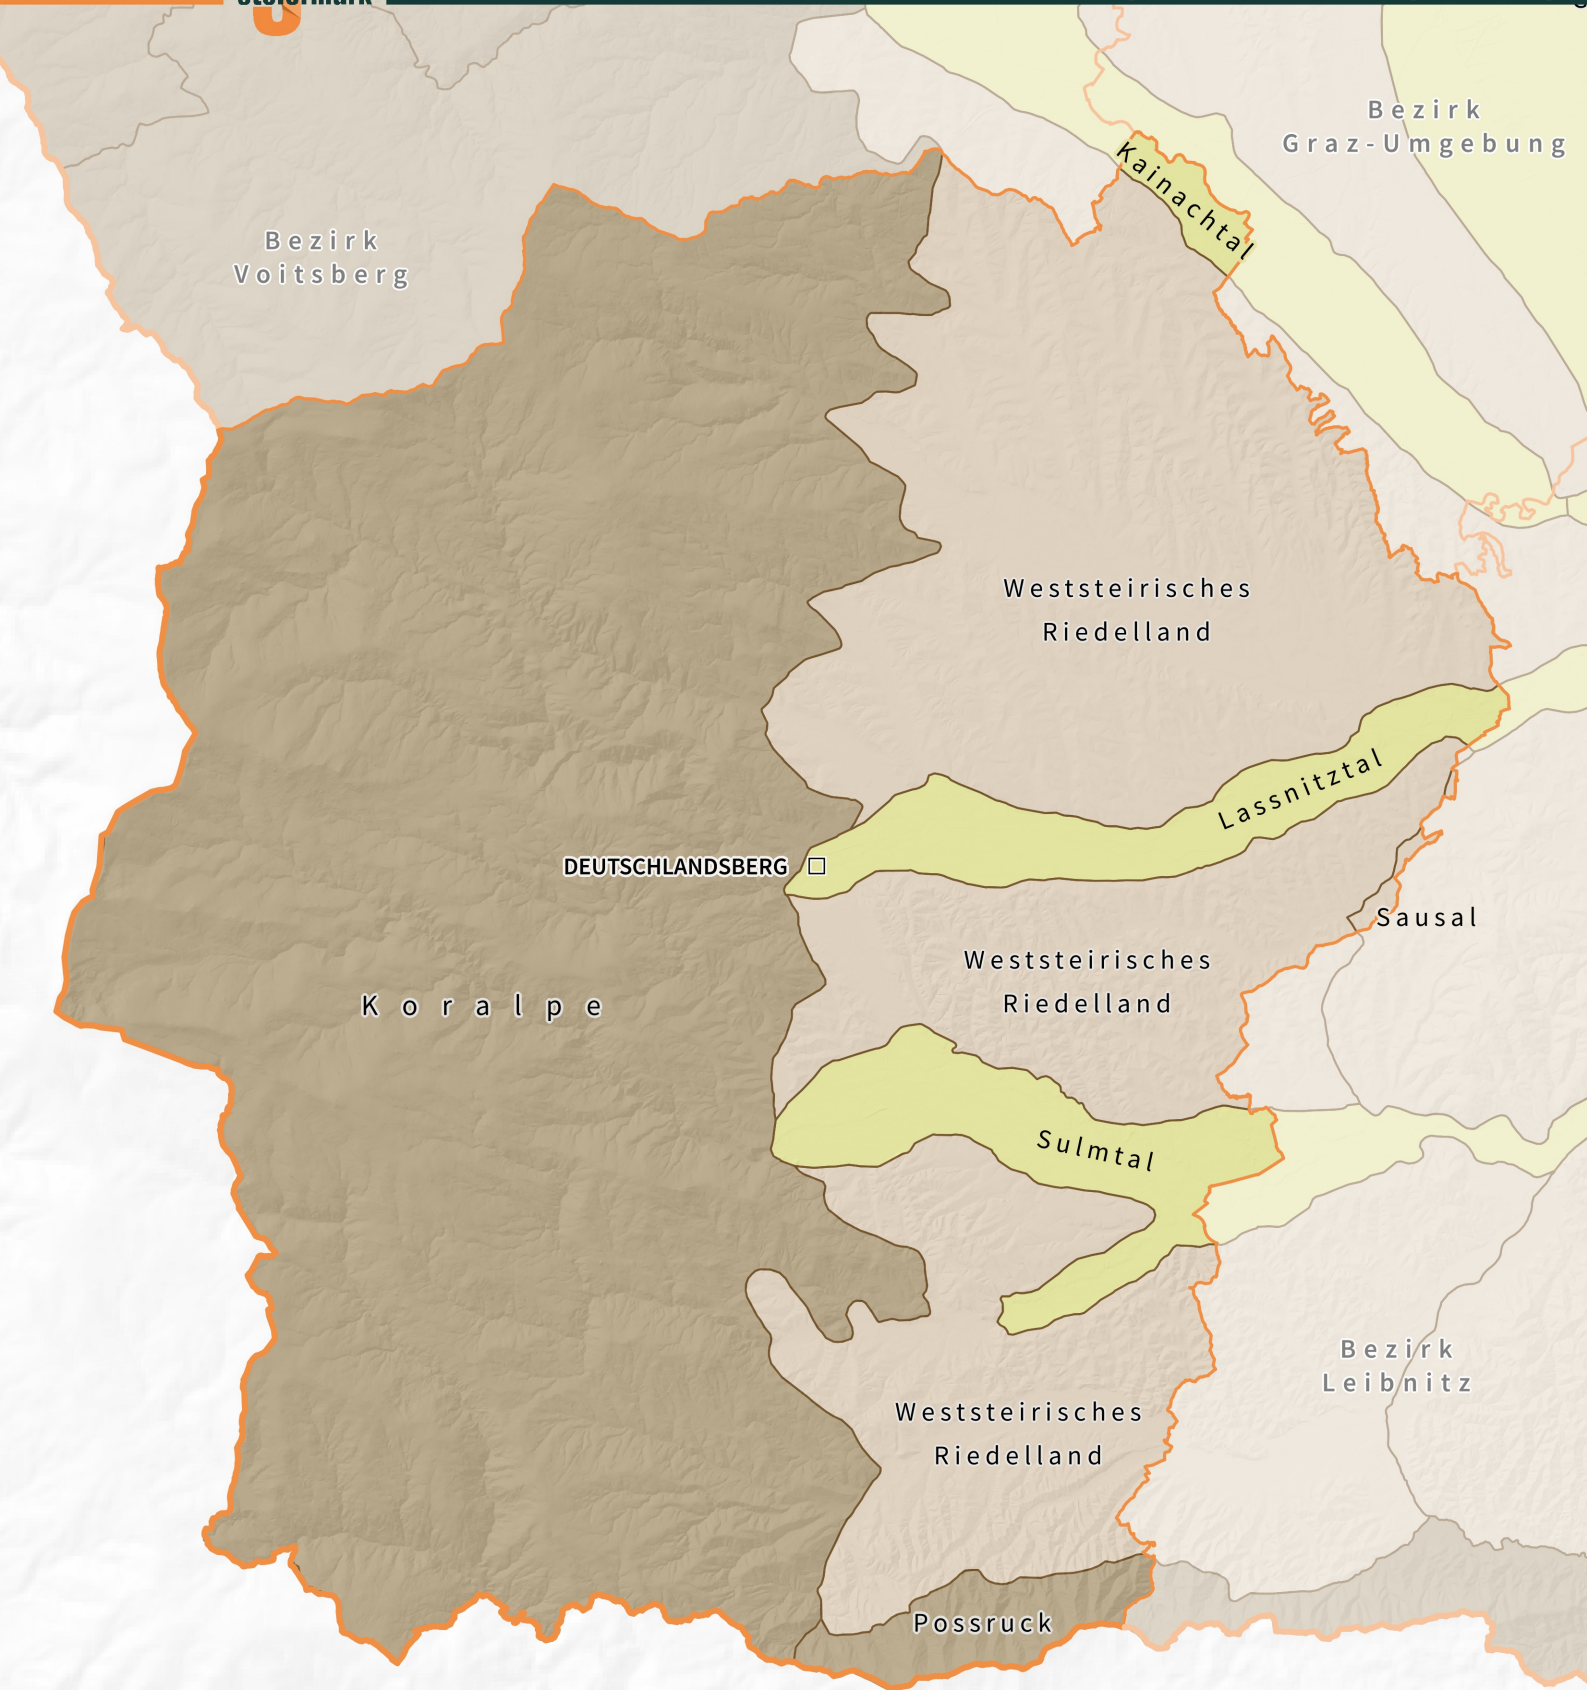 Bezirk
Graz-Umgebung
Kainachtal
Bezirk
Voitsberg
Weststeirisches
Riedelland
Lassnitztal
DEUTSCHLANDSBERG
Sausal
Weststeirisches
Riedelland
Koralpe
Sulmtal
Bezirk
Leibnitz
Weststeirisches
Riedelland
Possruck